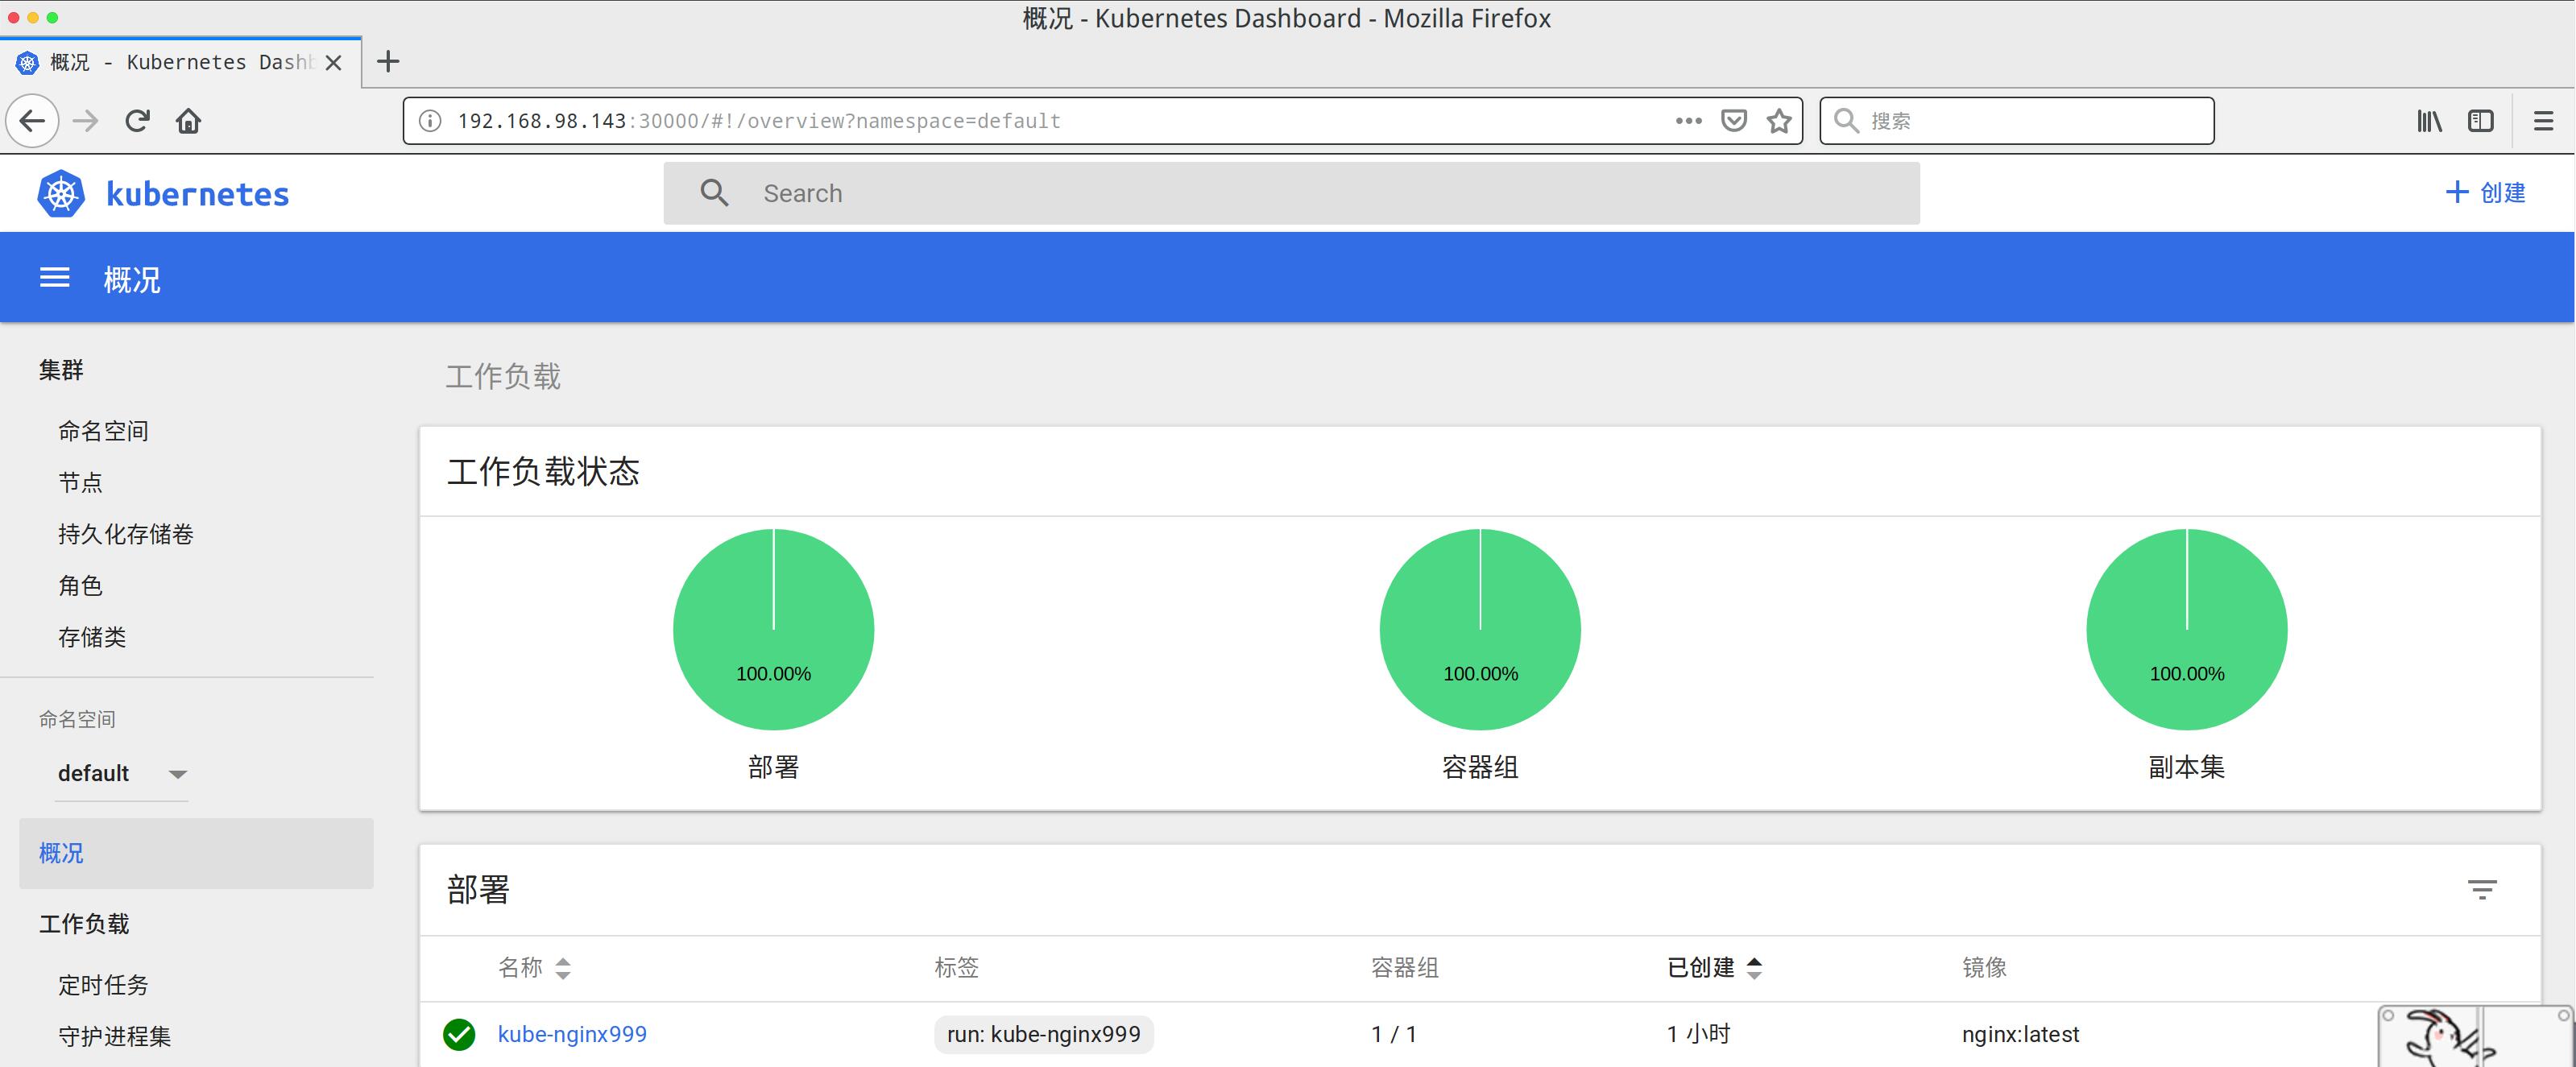 概况 - Kubernetes Dashboard - Mozilla Firefox
概况 - Kubernetes Dashb
192.168.98.143:30000/#!/overview?namespace=default
搜索
kubernetes
Search
创建
概况
集群
命名空间
节点
持久化存储卷
角色
存储类
命名空间
default
概况
工作负载
定时任务
守护进程集
工作负载
工作负载状态
100.00%
100.00%
100.00%
部署
容器组
副本集
部署
名称 标签 容器组 已创建 镜像
kube-nginx999 run: kube-nginx999 1 / 1 1 小时 nginx:latest